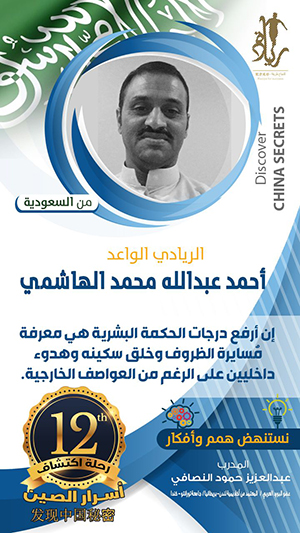 ريادة
Discover
CHINA SECRETS
من السعودية
الريادي الواعد
أحمد عبدالله محمد الهاشمي
إن أرفع درجات الحكمة البشرية هي معرفة
مُسايرة الظروف وخلق سكينه وهدوء
داخليين على الرغم من العواصف الخارجية.
12th
رحلة اكتشاف
أسرار الصين
发现中国秘密
نستنهض همم وأفكار
المدرب
عبدالعزيز حمود النصافي